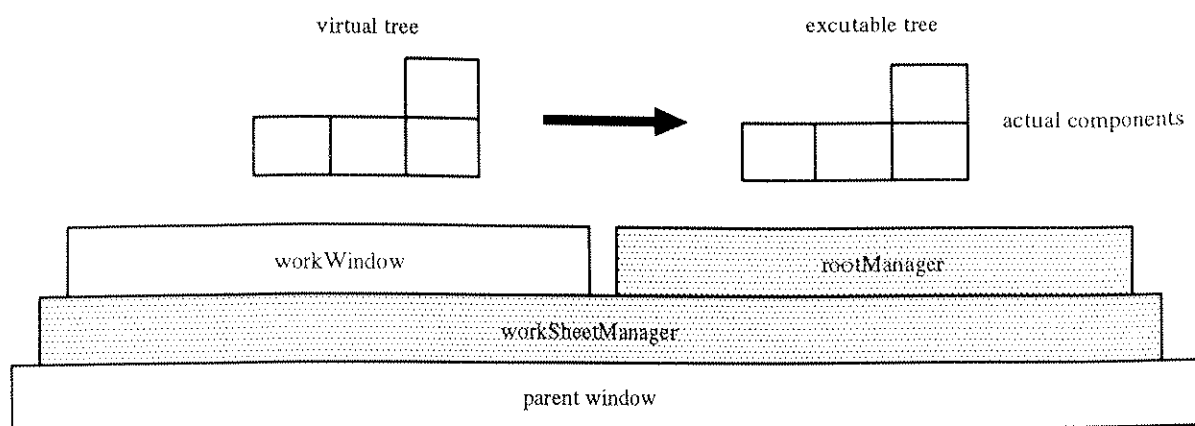 virtual tree
excutable tree
actual components
workWindow
rootManager
workSheetManager
parent window